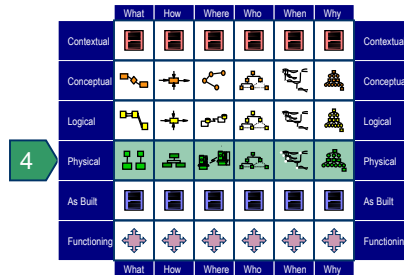 What How Where Who When Why
Contextual Contextual
Conceptual Conceptual
Logical Logical
4 Physical Physical
As Built As Built
Functioning Functioning
What How Where Who When Why